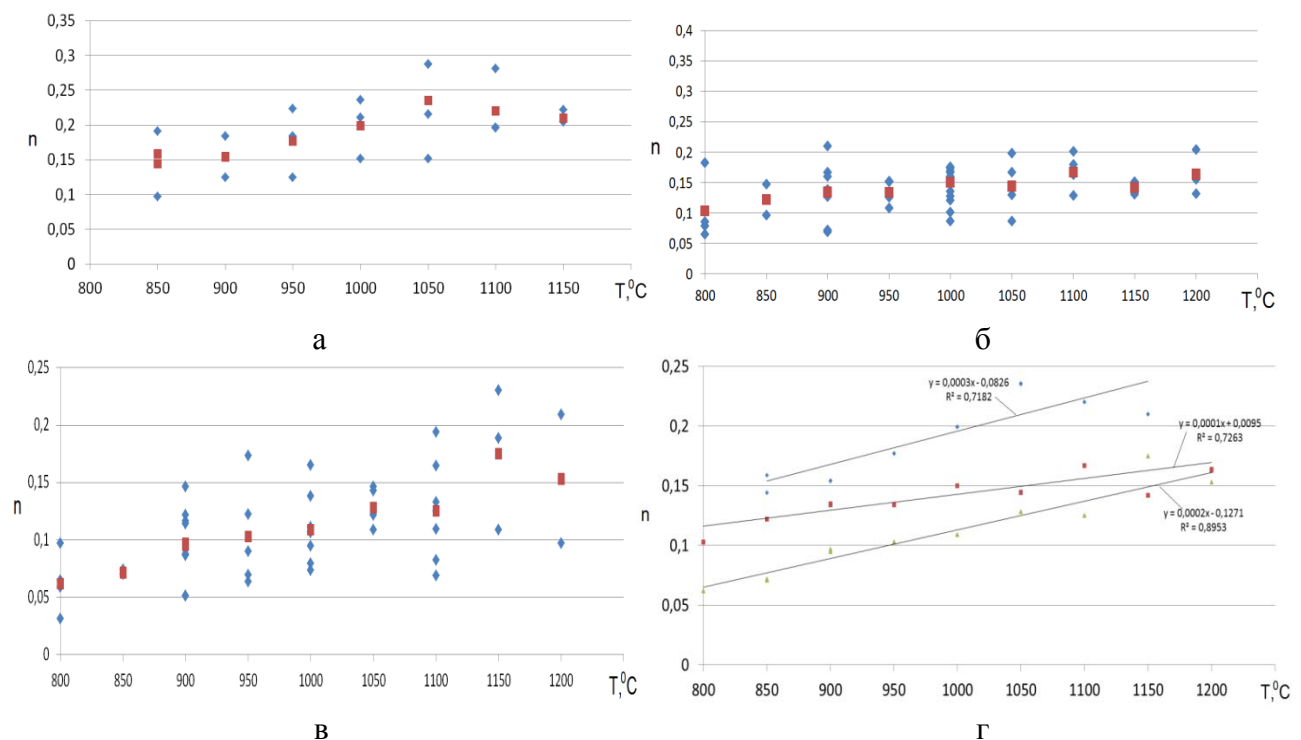 0,35
0,3
0,25
0,2
n
0,15
0,1
0,05
0
800 850 900 950 1000 1050 1100 1150 T,⁰C
а
0,4
0,35
0,3
0,25
n
0,2
0,15
0,1
0,05
0
800 850 900 950 1000 1050 1100 1150 1200 T,⁰C
б
0,25
0,2
0,15
n
0,1
0,05
0
800 850 900 950 1000 1050 1100 1150 1200 T,⁰C
в
0,25
0,2
0,15
n
0,1
0,05
0
y = 0,0003x - 0,0826
R² = 0,7182
y = 0,0001x + 0,0095
R² = 0,7263
y = 0,0002x - 0,1271
R² = 0,8953
800 850 900 950 1000 1050 1100 1150 1200 T,⁰C
г